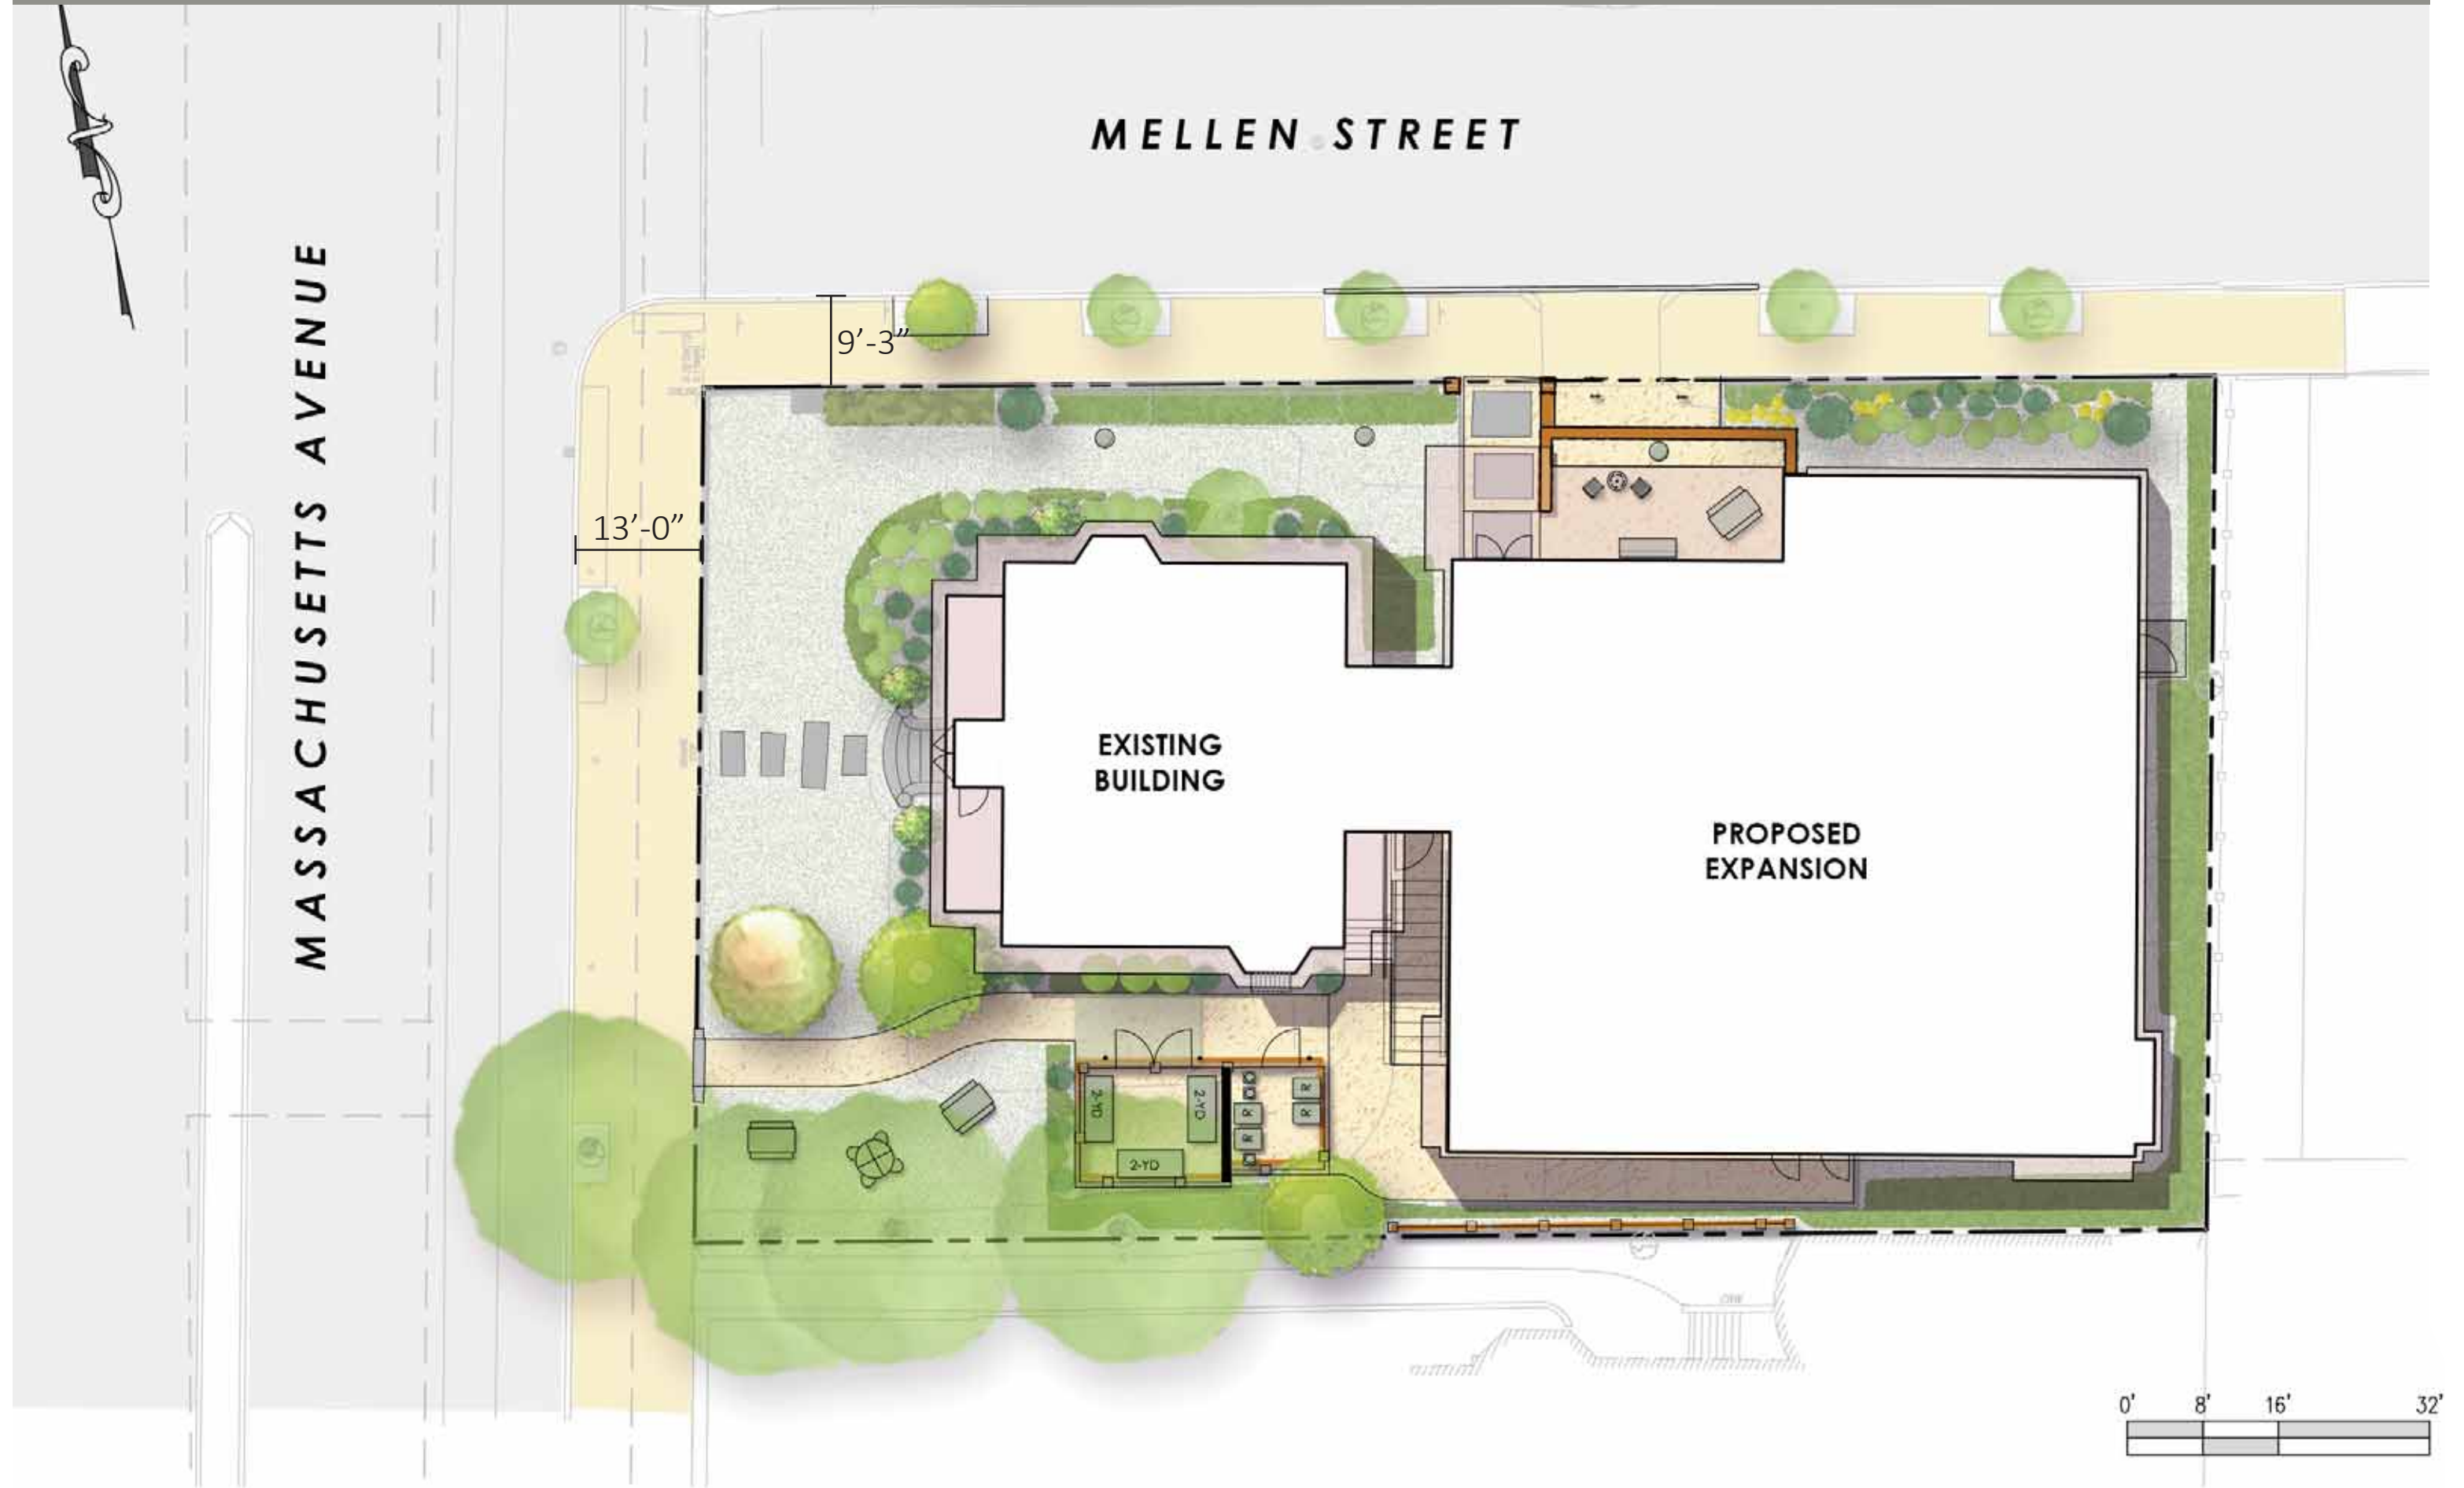 MELLEN STREET
MASSACHUSETTS AVENUE
9'-3"
13'-0"
EXISTING
BUILDING
PROPOSED
EXPANSION
2-YD
2-YD
2-YD
R
R
R
R
0' 8' 16' 32'